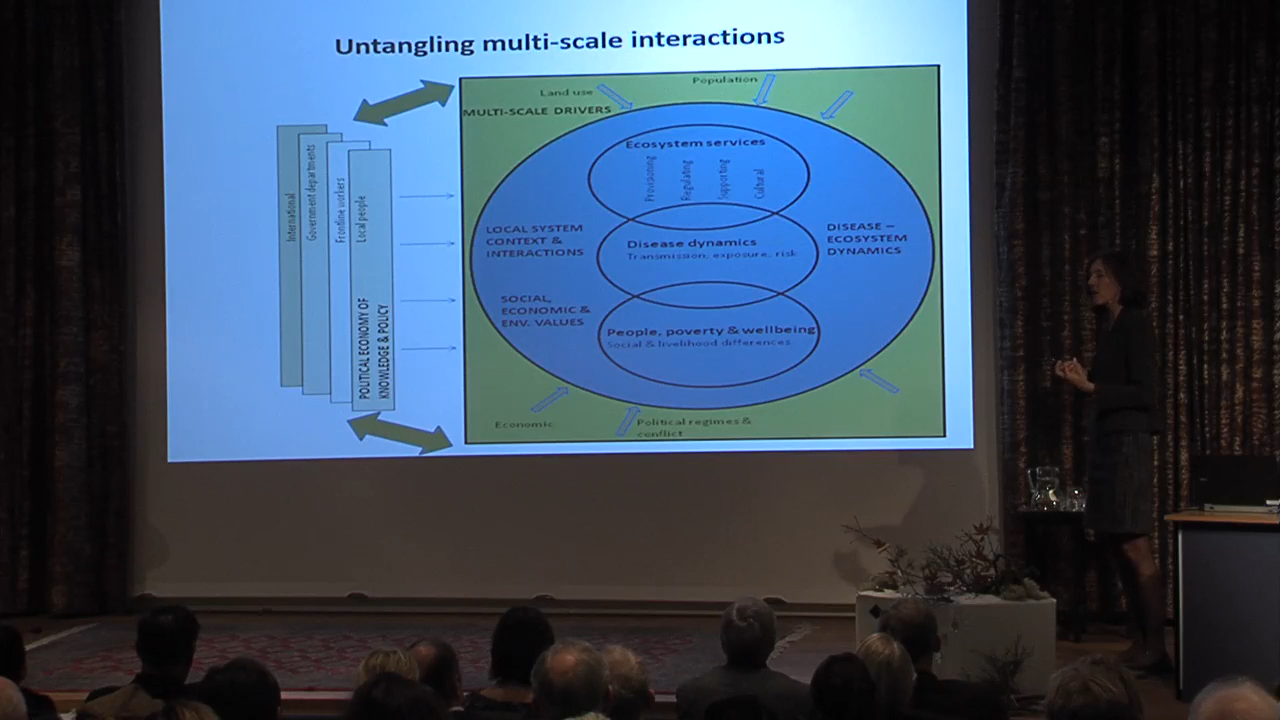 Untangling multi-scale interactions
Population
Land use
MULTI-SCALE DRIVERS
International
Government departments
Frontline workers
Local people
POLITICAL ECONOMY OF
KNOWLEDGE & POLICY
Ecosystem services
Provisioning
Regulating
Supporting
Cultural
LOCAL SYSTEM
CONTEXT &
INTERACTIONS
Disease dynamics
Transmission, exposure, risk
DISEASE –
ECOSYSTEM
DYNAMICS
SOCIAL,
ECONOMIC &
ENV. VALUES
People, poverty & wellbeing
Social & livelihood differences
Economic
Political regimes &
conflict